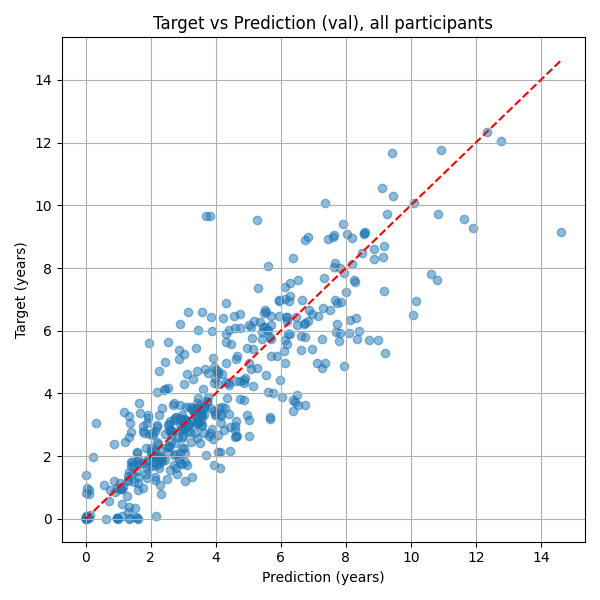 Target vs Prediction (val), all participants
Target (years)
14
12
10
8
6
4
2
0
0 2 4 6 8 10 12 14
Prediction (years)